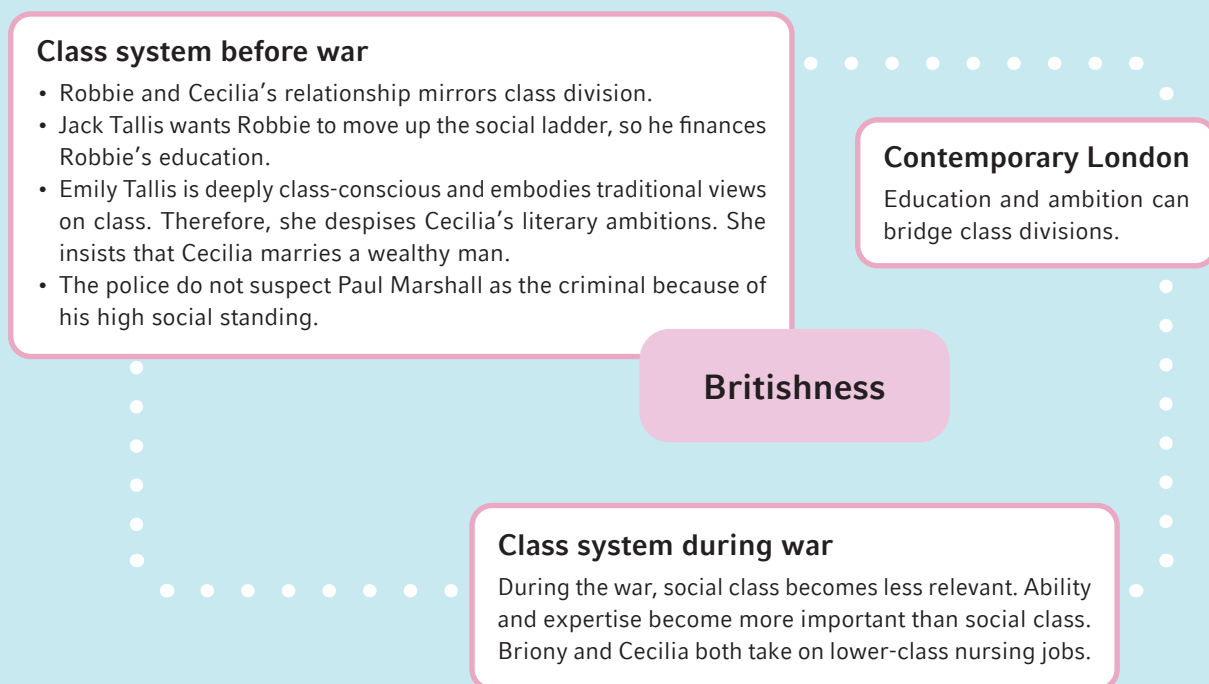 Class system before war
• Robbie and Cecilia's relationship mirrors class division.
• Jack Tallis wants Robbie to move up the social ladder, so he finances
Robbie's education.
• Emily Tallis is deeply class-conscious and embodies traditional views
on class. Therefore, she despises Cecilia's literary ambitions. She
insists that Cecilia marries a wealthy man.
• The police do not suspect Paul Marshall as the criminal because of
his high social standing.
Contemporary London
Education and ambition can
bridge class divisions.
Britishness
Class system during war
During the war, social class becomes less relevant. Ability
and expertise become more important than social class.
Briony and Cecilia both take on lower-class nursing jobs.